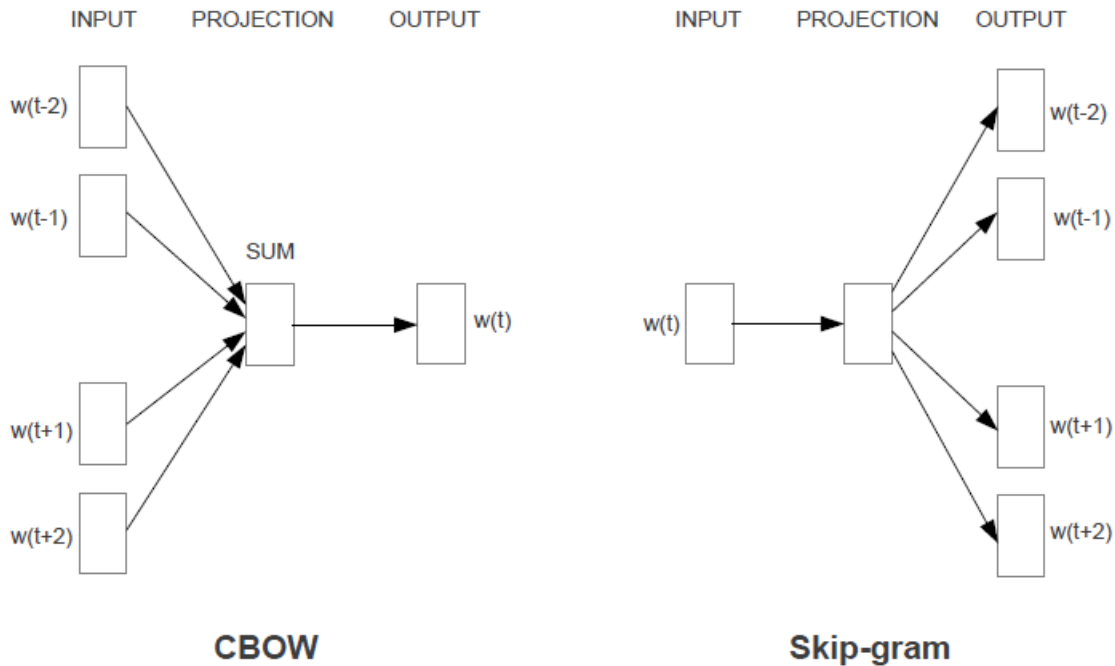 INPUT PROJECTION OUTPUT
w(t-2)
w(t-1)
SUM
w(t)
w(t+1)
w(t+2)
CBOW
INPUT PROJECTION OUTPUT
w(t-2)
w(t-1)
w(t)
w(t+1)
w(t+2)
Skip-gram